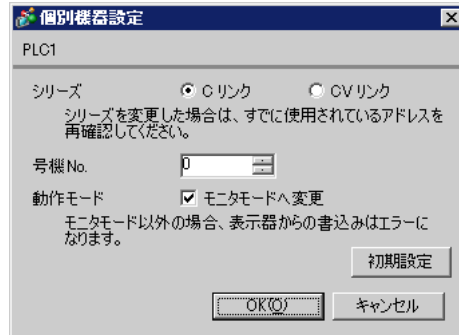 個別機器設定
PLC1
シリーズ C リンク CV リンク
シリーズを変更した場合は、すでに使用されているアドレスを
再確認してください。
号機No. 0
動作モード モニタモードへ変更
モニタモード以外の場合、表示器からの書込みはエラーに
なります。
初期設定
OK(O) キャンセル